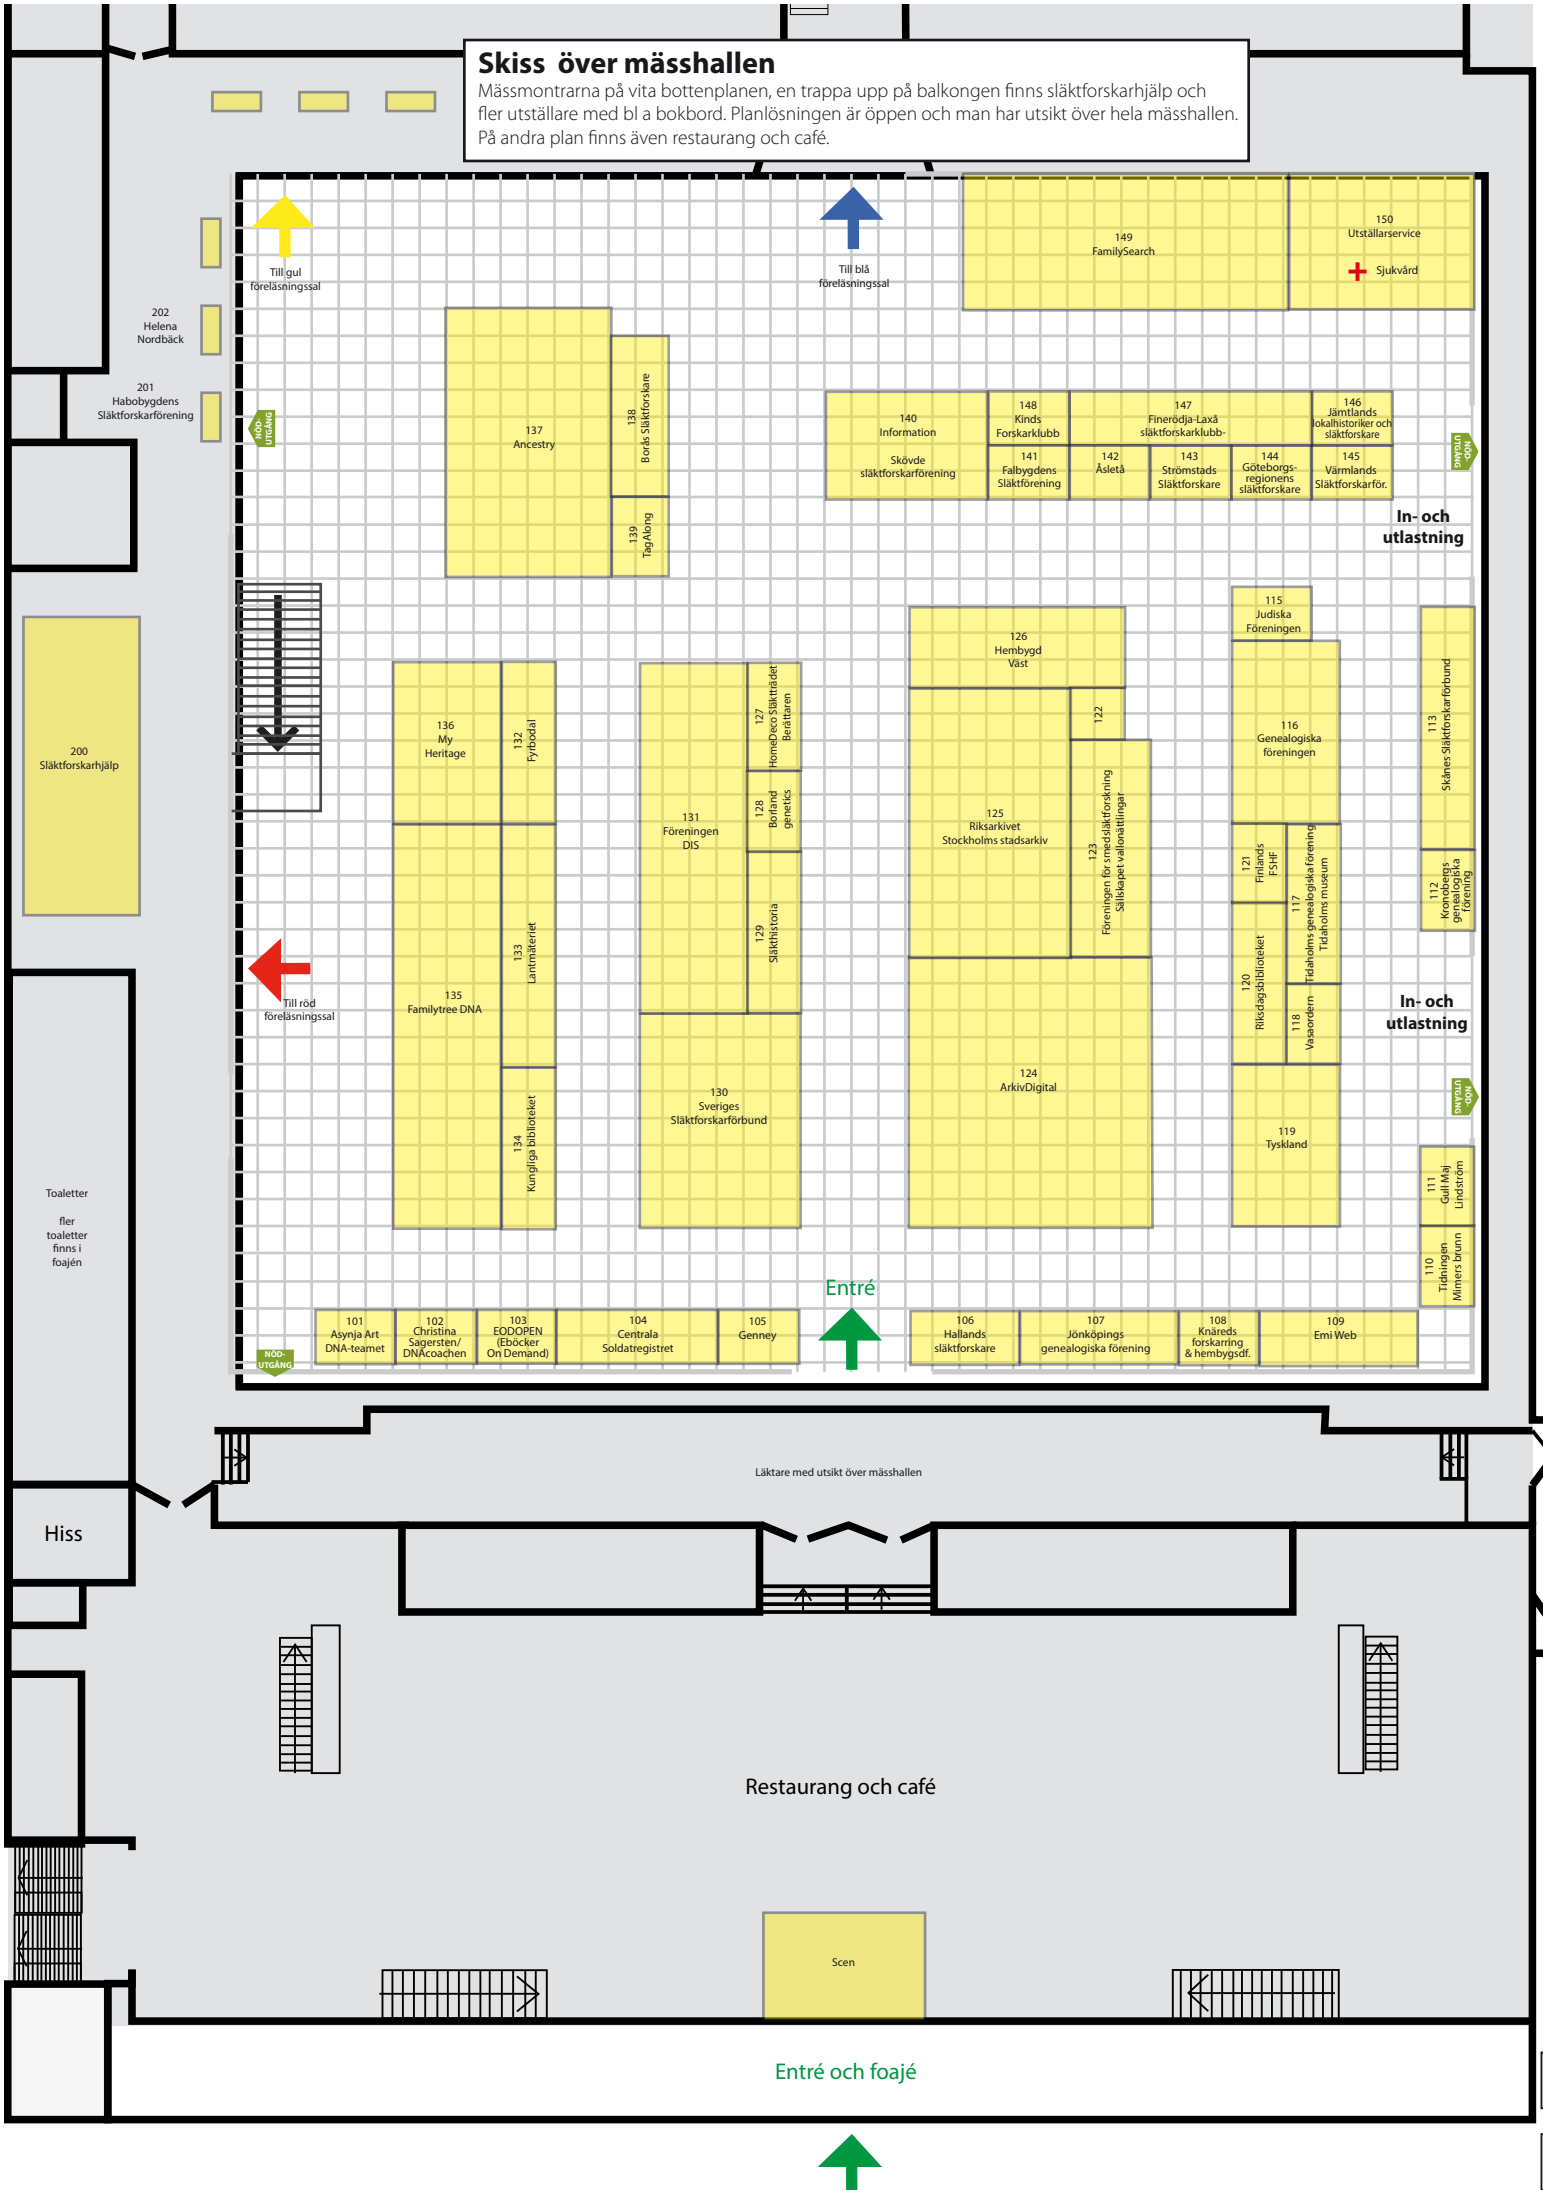 Skiss över mässhallen
Mässmontrarna på vita bottenplanen, en trappa upp på balkongen finns släktforskarhjälp och
fler utställare med bl a bokbord. Planlösningen är öppen och man har utsikt över hela mässhallen.
På andra plan finns även restaurang och café.
Till gul
föreläsningssal
Till blå
föreläsningssal
149
FamilySearch
150
Utställarservice
Sjukvård
202
Helena
Nordbäck
201
Habobygdens
Släktforskarförening
NÖD-
UTGÅNG
137
Ancestry
138
Borås Släktforskare
139
TagAlong
140
Information
Skövde
släktforskarförening
148
Kinds
Forskarklubb
147
Finerödja-Laxå
släktforskarklubb-
146
Jämtlands
lokalhistoriker och
släktforskare
141
Falbygdens
Släktförening
142
Åsletå
143
Strömstads
Släktforskare
144
Göteborgs-
regionens
släktforskare
145
Värmlands
Släktforskarför.
NÖD-
UTGÅNG
In- och
utlastning
200
Släktforskarhjälp
136
My
Heritage
132
Fyrbodal
131
Föreningen
DIS
127
HomeDeco Släktträdet
Berättaren
128
Borland
genetics
129
Släkthistoria
126
Hembygd
Väst
122
125
Riksarkivet
Stockholms stadsarkiv
123
Föreningen för smedsläktforskning
Sällskapet vallonättlingar
115
Judiska
Föreningen
116
Genealogiska
föreningen
113
Skånes Släktforskarförbund
112
Kronobergs
genealogiska
förening
121
Finlands
FSHF
117
Tidaholms genealogiska förening
Tidaholms museum
120
Riksdagsbiblioteket
118
Vasaordern
In- och
utlastning
Till röd
föreläsningssal
135
Familytree DNA
133
Lantmäteriet
134
Kungliga biblioteket
130
Sveriges
Släktforskarförbund
124
ArkivDigital
119
Tyskland
NÖD-
UTGÅNG
111
Gull Maj
Lindström
110
Tidningen
Mimers brunn
Toaletter
fler
toaletter
finns i
foajén
Entré
NÖD-
UTGÅNG
101
Asynja Art
DNA-teamet
102
Christina
Sagersten/
DNAcoachen
103
EODOPEN
(Eböcker
On Demand)
104
Centrala
Soldatregistret
105
Genney
106
Hallands
släktforskare
107
Jönköpings
genealogiska förening
108
Knäreds
forskarring
& hembygsdf.
109
Emi Web
Läktare med utsikt över mässhallen
Hiss
Restaurang och café
Scen
Entré och foajé